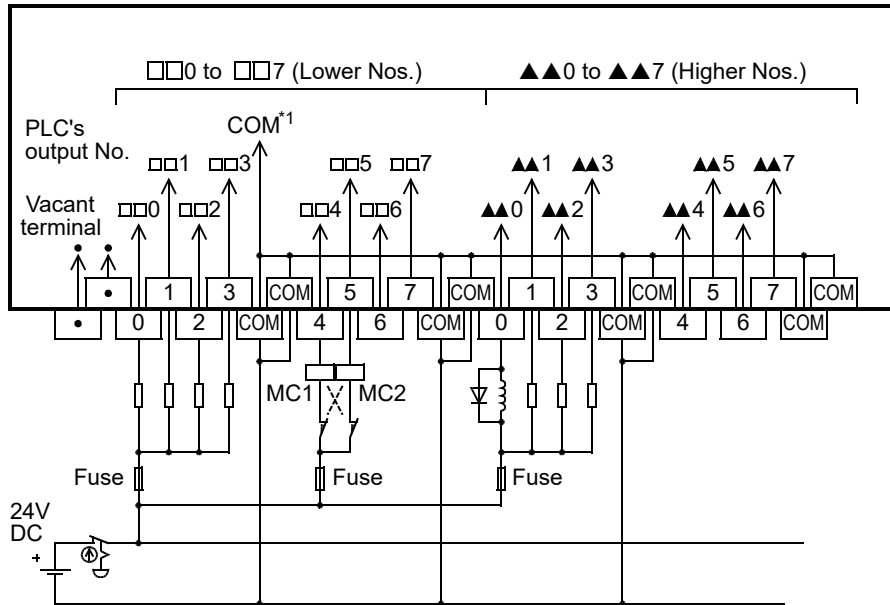 □□0 to □□7 (Lower Nos.) ▲▲0 to ▲▲7 (Higher Nos.)
PLC's
output No.
COM*1
□□1 □□3 □□5 □□7 ▲▲1 ▲▲3 ▲▲5 ▲▲7
Vacant
terminal
□□0 □□2 □□4 □□6 ▲▲0 ▲▲2 ▲▲4 ▲▲6
• •
• 1 3 COM 5 7 COM 1 3 COM 5 7 COM
• 0 2 COM 4 6 COM 0 2 COM 4 6 COM
MC1 MC2
Fuse Fuse Fuse
24V
DC
+